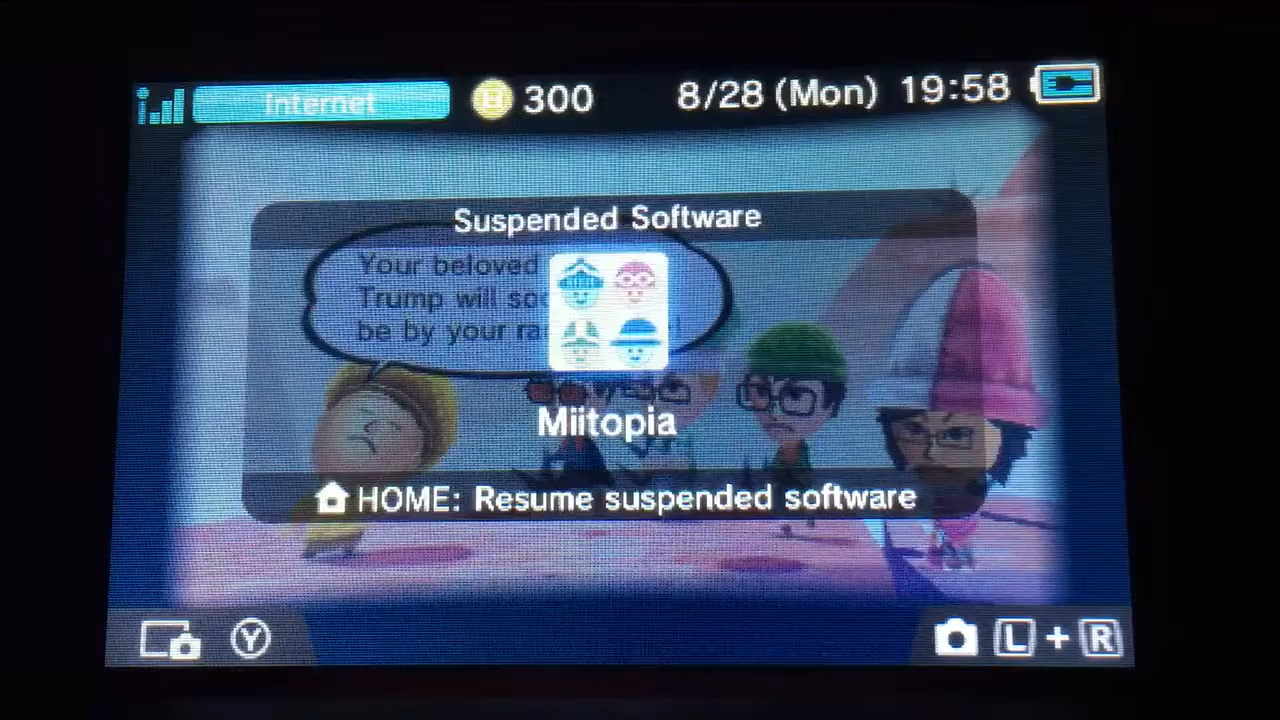 Internet 300 8/28 (Mon) 19:58
Suspended Software
Your beloved
Trump will
be by your
Miitopia
HOME: Resume suspended software
Y L + R